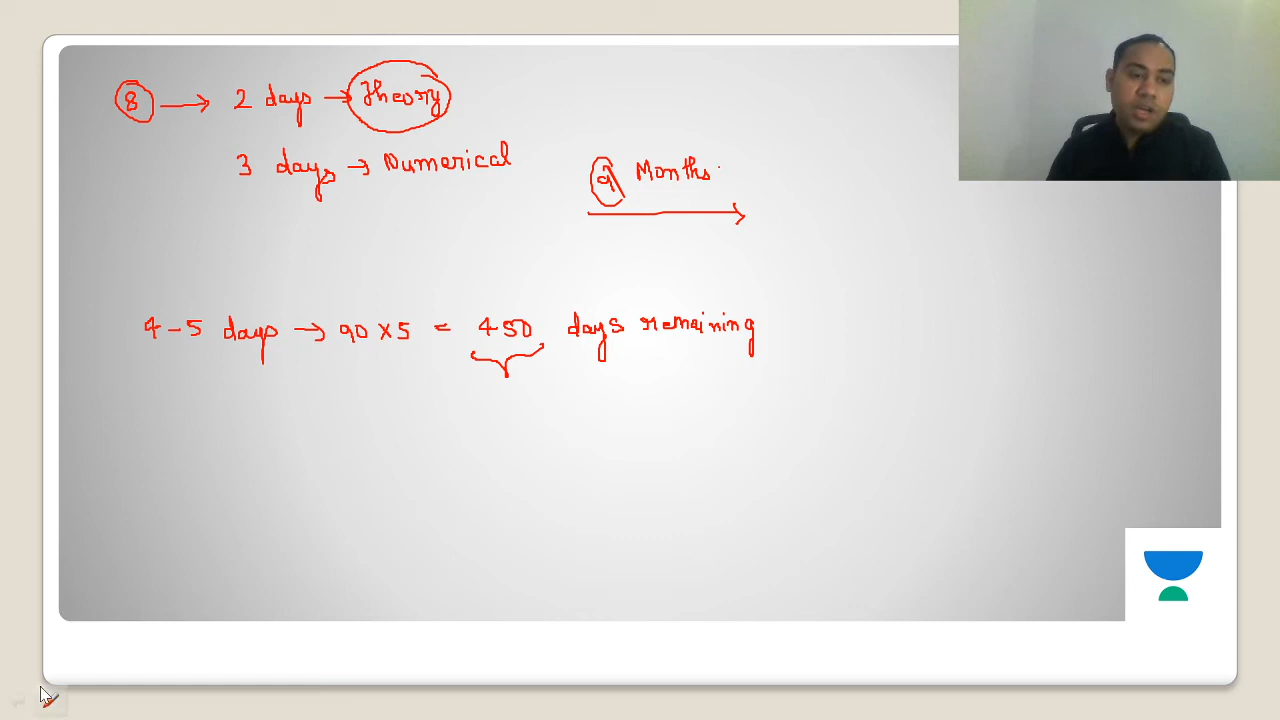 8 → 2 days → Theory
3 days → Numerical
9 Months
4-5 days → 90 x 5 = 450 days remaining